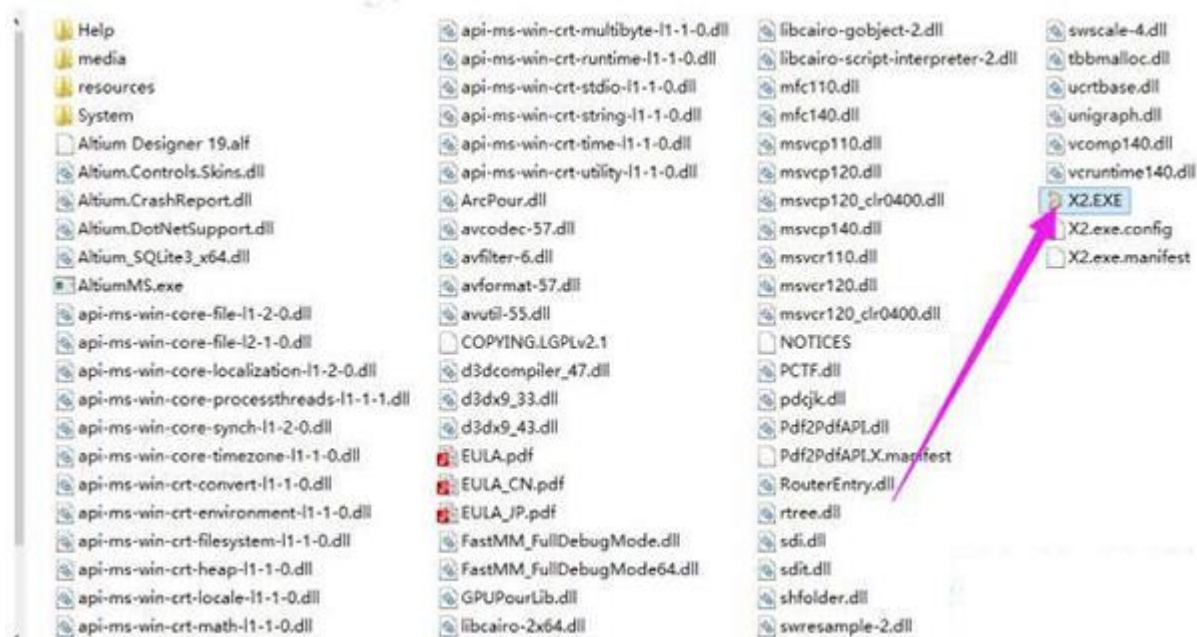 Help
media
resources
System
Altium Designer 19.alf
Altium.Controls.Skins.dll
Altium.CrashReport.dll
Altium.DotNetSupport.dll
Altium_SQLite3_x64.dll
AltiumMS.exe
api-ms-win-core-file-l1-2-0.dll
api-ms-win-core-file-l2-1-0.dll
api-ms-win-core-localization-l1-2-0.dll
api-ms-win-core-processthreads-l1-1-1.dll
api-ms-win-core-synch-l1-2-0.dll
api-ms-win-core-timezone-l1-1-0.dll
api-ms-win-crt-convert-l1-1-0.dll
api-ms-win-crt-environment-l1-1-0.dll
api-ms-win-crt-filesystem-l1-1-0.dll
api-ms-win-crt-heap-l1-1-0.dll
api-ms-win-crt-locale-l1-1-0.dll
api-ms-win-crt-math-l1-1-0.dll
api-ms-win-crt-multibyte-l1-1-0.dll
api-ms-win-crt-runtime-l1-1-0.dll
api-ms-win-crt-stdio-l1-1-0.dll
api-ms-win-crt-string-l1-1-0.dll
api-ms-win-crt-time-l1-1-0.dll
api-ms-win-crt-utility-l1-1-0.dll
ArcPour.dll
avcodec-57.dll
avfilter-6.dll
avformat-57.dll
avutil-55.dll
COPYING.LGPLv2.1
d3dcompiler_47.dll
d3dx9_33.dll
d3dx9_43.dll
EULA.pdf
EULA_CN.pdf
EULA_JP.pdf
FastMM_FullDebugMode.dll
FastMM_FullDebugMode64.dll
GPUPourLib.dll
libcairo-2x64.dll
libcairo-gobject-2.dll
libcairo-script-interpreter-2.dll
mfc110.dll
mfc140.dll
msvcp110.dll
msvcp120.dll
msvcp120_clr0400.dll
msvcp140.dll
msvcr110.dll
msvcr120.dll
msvcr120_clr0400.dll
NOTICES
PCTF.dll
pdcjk.dll
Pdf2PdfAPI.dll
Pdf2PdfAPI.X.manifest
RouterEntry.dll
rtree.dll
sdi.dll
sdit.dll
shfolder.dll
swresample-2.dll
swscale-4.dll
tbbmalloc.dll
ucrtbase.dll
unigraph.dll
vcomp140.dll
vcruntime140.dll
X2.EXE
X2.exe.config
X2.exe.manifest